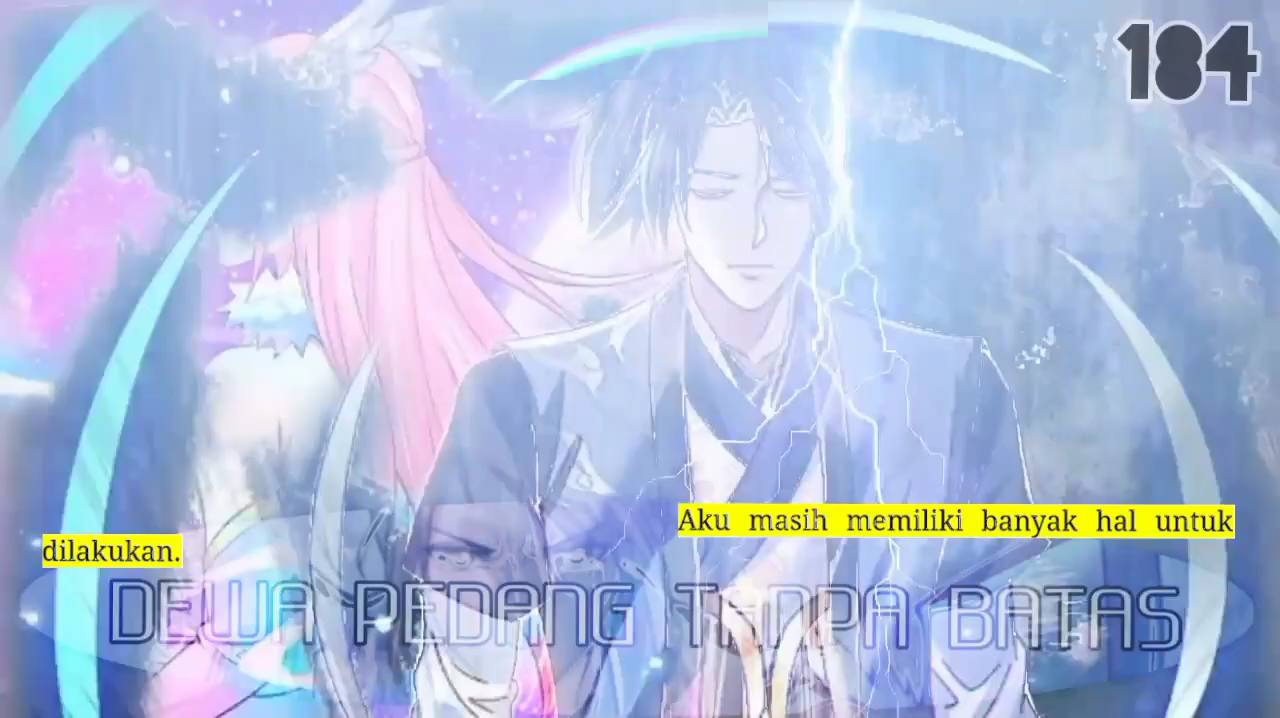 184
Aku masih memiliki banyak hal untuk
dilakukan.
DEWA PEDANG TANPA BATAS